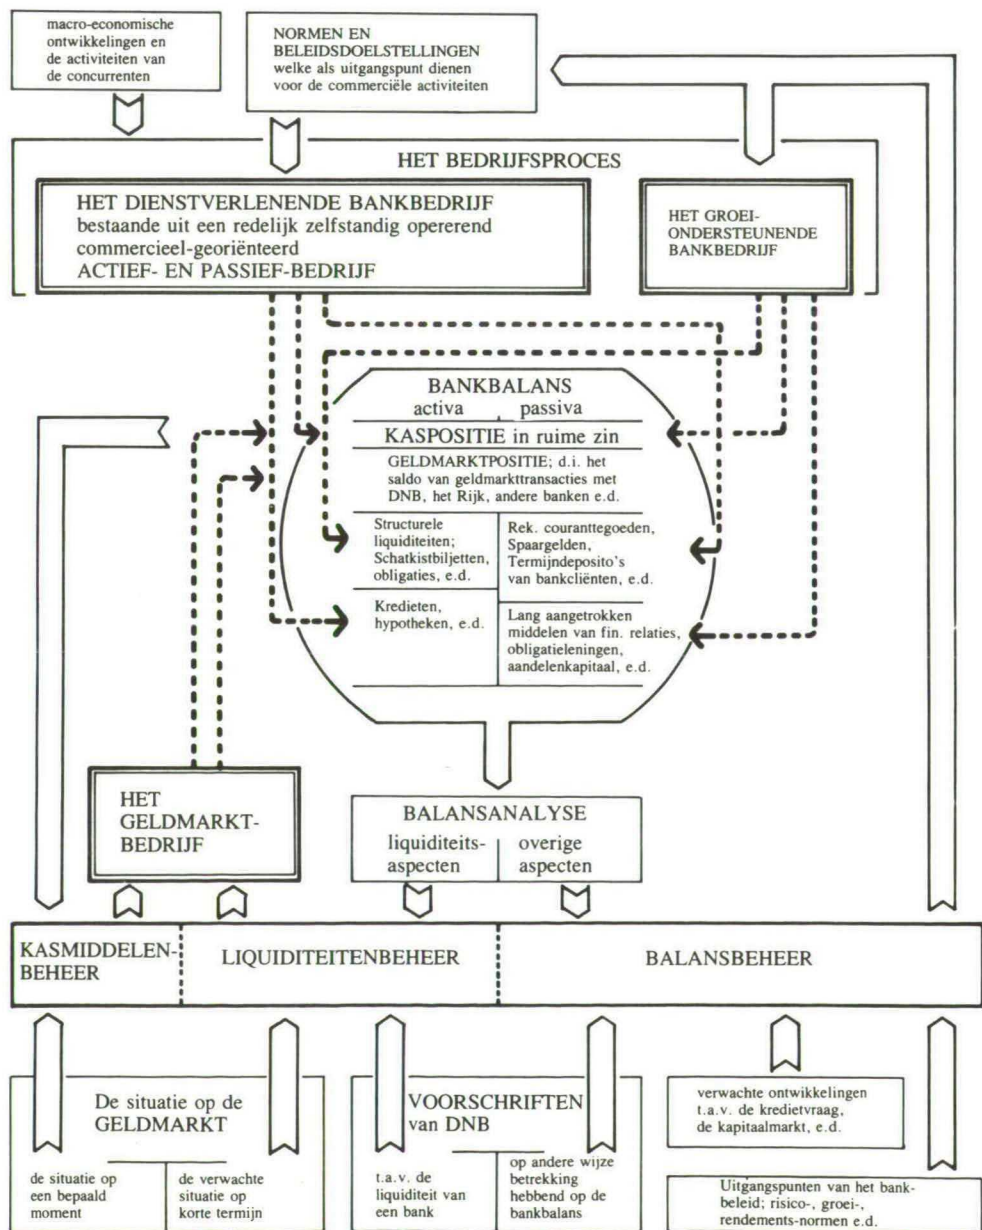 macro-economische
ontwikkelingen en
de activiteiten van
de concurrenten
NORMEN EN
BELEIDSDOELSTELLINGEN
welke als uitgangspunt dienen
voor de commerciële activiteiten
HET BEDRIJFSPROCES
HET DIENSTVERLENENDE BANKBEDRIJF
bestaande uit een redelijk zelfstandig opererend
commercieel-georiënteerd
ACTIEF- EN PASSIEF-BEDRIJF
HET GROEI-
ONDERSTEUNENDE
BANKBEDRIJF
BANKBALANS
activa passiva
KASPOSITIE in ruime zin
GELDMARKTPOSITIE; d.i. het
saldo van geldmarkttransacties met
DNB, het Rijk, andere banken e.d.
Structurele
liquiditeiten;
Schatkistbiljetten,
obligaties, e.d.
Rek. couranttegoeden,
Spaargelden,
Termijndeposito's
van bankcliënten, e.d.
Kredieten,
hypotheken, e.d.
Lang aangetrokken
middelen van fin. relaties,
obligatieleningen,
aandelenkapitaal, e.d.
HET
GELDMARKT-
BEDRIJF
BALANSANALYSE
liquiditeits-
aspecten
overige
aspecten
KASMIDDELEN-
BEHEER
LIQUIDITEITENBEHEER
BALANSBEHEER
De situatie op de
GELDMARKT
de situatie op
een bepaald
moment
de verwachte
situatie op
korte termijn
VOORSCHRIFTEN
van DNB
t.a.v. de
liquiditeit van
een bank
op andere wijze
betrekking
hebbend op de
bankbalans
verwachte ontwikkelingen
t.a.v. de kredietvraag,
de kapitaalmarkt, e.d.
Uitgangspunten van het bank-
beleid; risico-, groei-,
rendements-normen e.d.